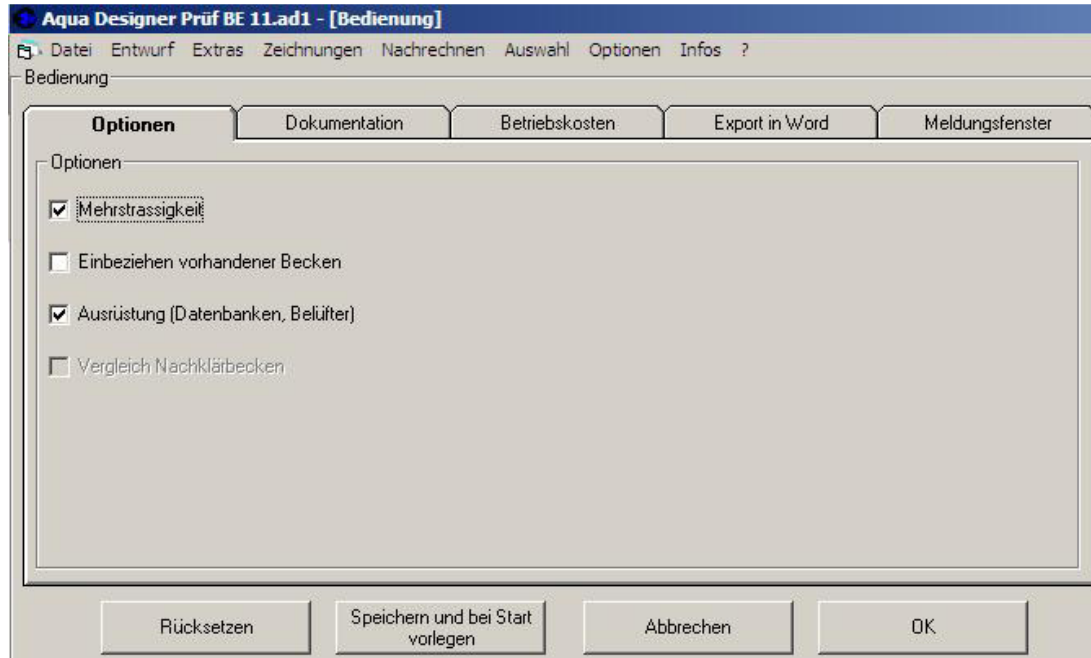 Aqua Designer Prüf BE 11.ad1 - [Bedienung]
Datei Entwurf Extras Zeichnungen Nachrechnen Auswahl Optionen Infos ?
Bedienung
Optionen Dokumentation Betriebskosten Export in Word Meldungsfenster
Optionen
Mehrstrassigkeit
Einbeziehen vorhandener Becken
Ausrüstung (Datenbanken, Belüfter)
Vergleich Nachklärbecken
Rücksetzen Speichern und bei Start Abbrechen OK
vorlegen